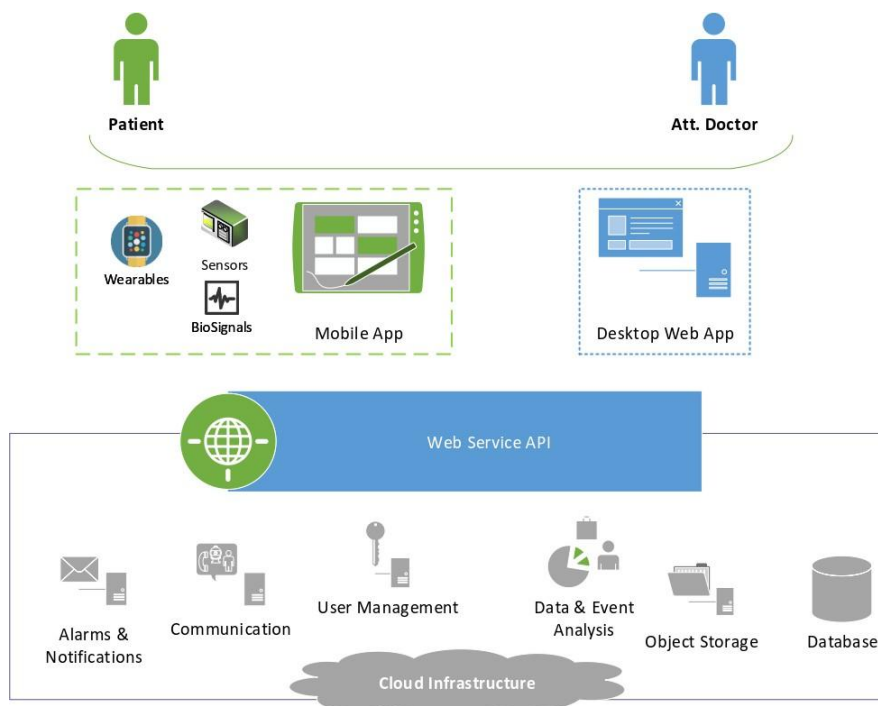 Patient
Att. Doctor
Sensors
Wearables
BioSignals
Mobile App
Desktop Web App
Web Service API
Alarms &
Notifications
Communication
User Management
Data & Event
Analysis
Object Storage
Database
Cloud Infrastructure